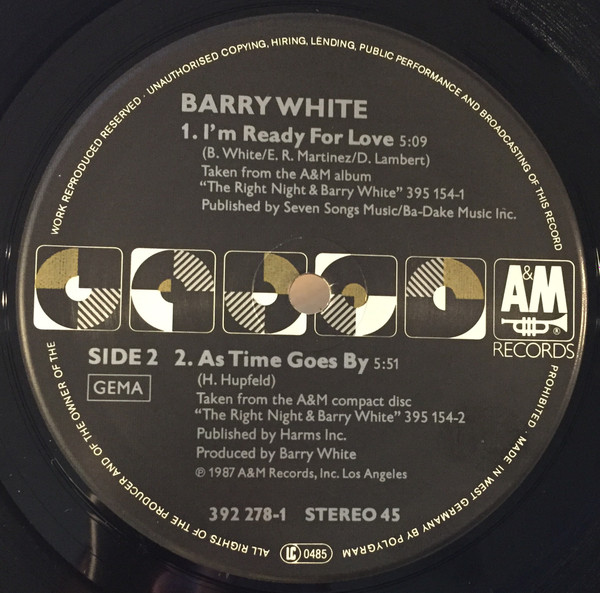 WORK REPRODUCED RESERVED · UNAUTHORISED COPYING, HIRING, LENDING, PUBLIC PERFORMANCE AND BROADCASTING OF THIS RECORD
PROHIBITED · MADE IN WEST GERMANY BY POLYGRAM
ALL RIGHTS OF THE PRODUCER AND OF THE OWNER OF THE
BARRY WHITE
1. I'm Ready For Love 5:09
(B. White/E. R. Martinez/D. Lambert)
Taken from the A&M album
"The Right Night & Barry White" 395 154-1
Published by Seven Songs Music/Ba-Dake Music Inc.
A&M
®
RECORDS
SIDE 2 2. As Time Goes By 5:51
GEMA
(H. Hupfeld)
Taken from the A&M compact disc
"The Right Night & Barry White" 395 154-2
Published by Harms Inc.
Produced by Barry White
℗ 1987 A&M Records, Inc. Los Angeles
392 278-1 STEREO 45
LC 0485